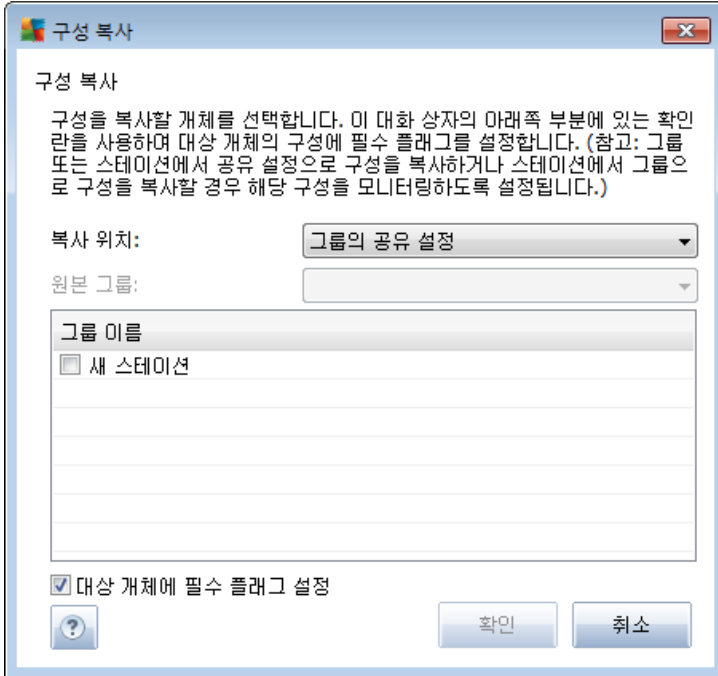 구성 복사
구성 복사
구성을 복사할 개체를 선택합니다. 이 대화 상자의 아래쪽 부분에 있는 확인
란을 사용하여 대상 개체의 구성에 필수 플래그를 설정합니다. (참고: 그룹
또는 스테이션에서 공유 설정으로 구성을 복사하거나 스테이션에서 그룹으
로 구성을 복사할 경우 해당 구성을 모니터링하도록 설정됩니다.)
복사 위치:
그룹의 공유 설정
원본 그룹:
그룹 이름
새 스테이션
대상 개체에 필수 플래그 설정
?
확인
취소